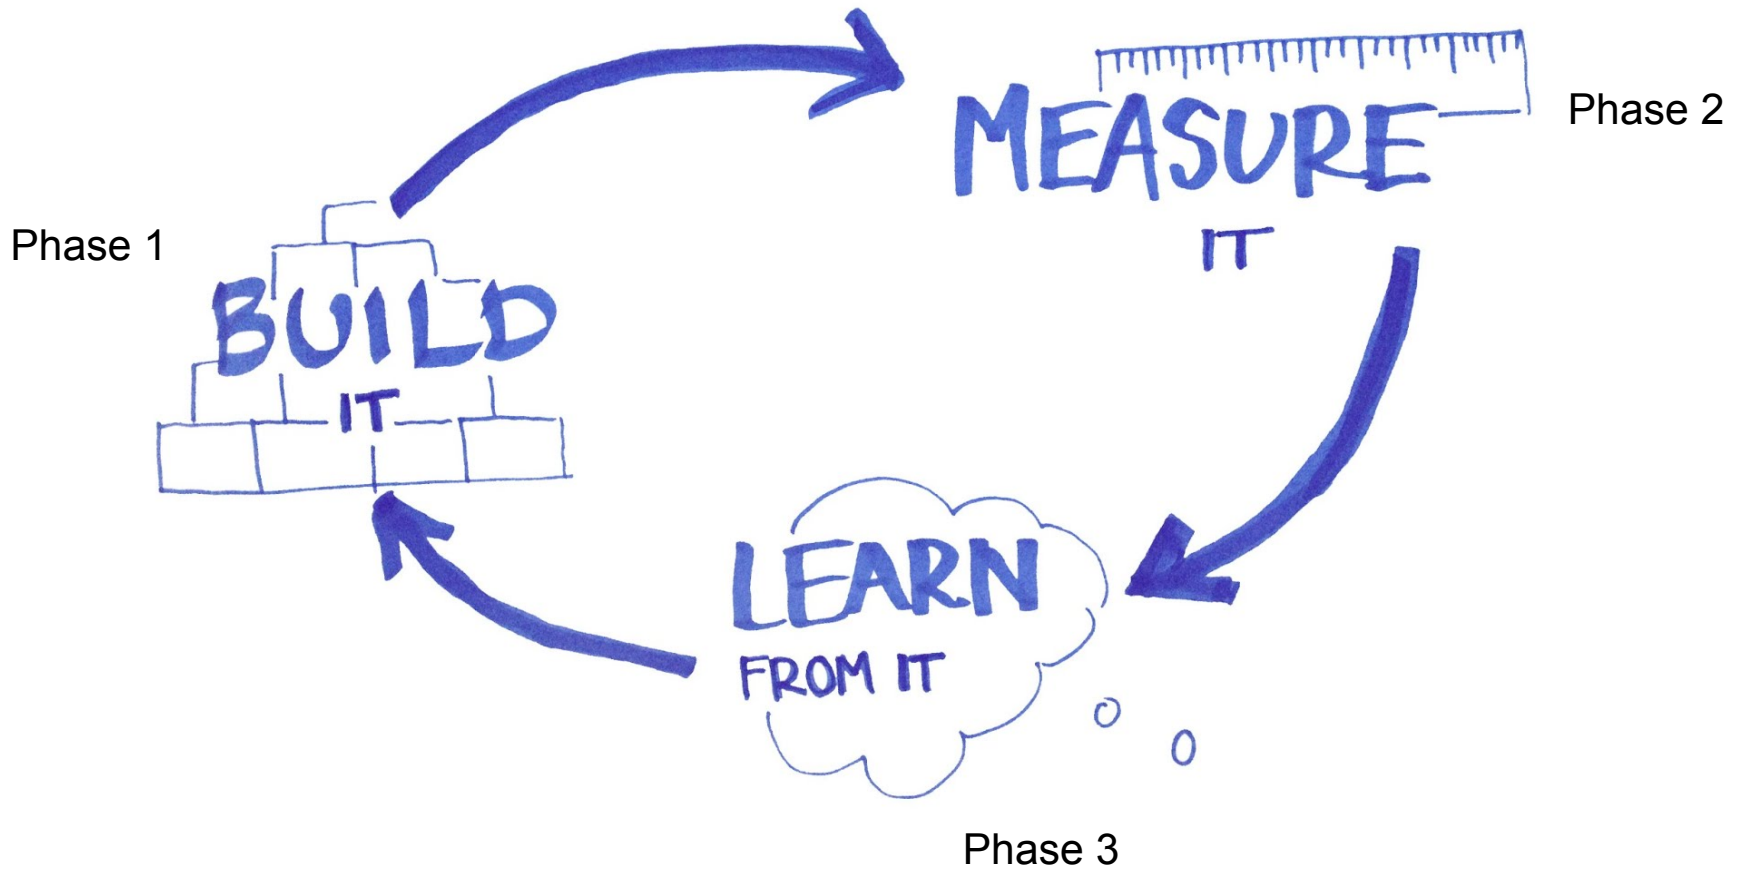 Phase 1
BUILD
IT
MEASURE
IT
Phase 2
LEARN
FROM IT
Phase 3